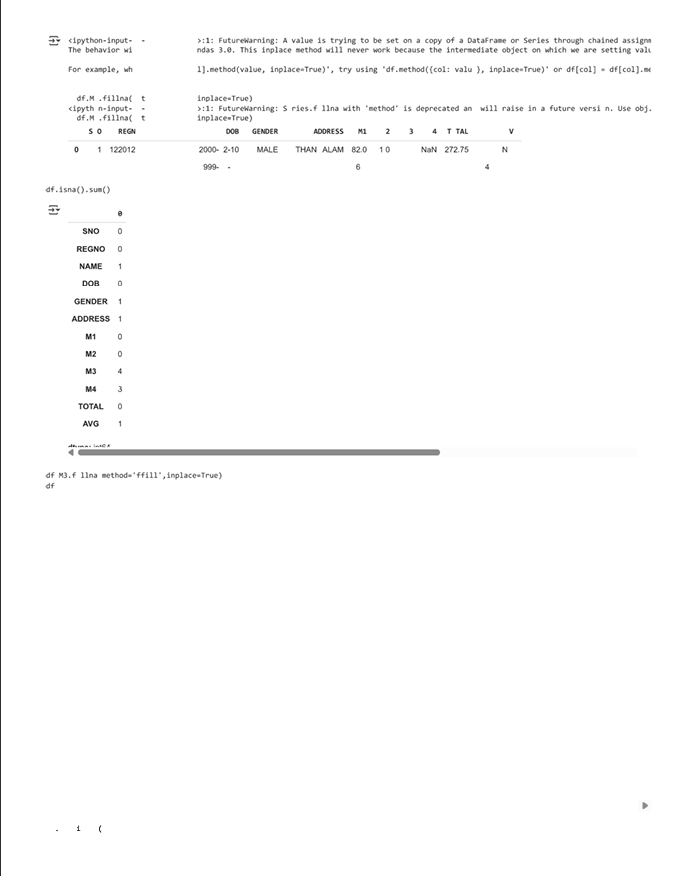 <ipython-input- - >:1: FutureWarning: A value is trying to be set on a copy of a DataFrame or Series through chained assignm
The behavior wi ndas 3.0. This inplace method will never work because the intermediate object on which we are setting valu
For example, wh l].method(value, inplace=True)', try using 'df.method({col: valu }, inplace=True)' or df[col] = df[col].me
df.M .fillna( t inplace=True)
<ipyth n-input- - >:1: FutureWarning: S ries.f llna with 'method' is deprecated an will raise in a future versi n. Use obj.
df.M .fillna( t inplace=True)
S O REGN DOB GENDER ADDRESS M1 2 3 4 T TAL V
0 1 122012 2000- 2-10 MALE THAN ALAM 82.0 1 0 NaN 272.75 N
999- - 6 4
df.isna().sum()
0
SNO 0
REGNO 0
NAME 1
DOB 0
GENDER 1
ADDRESS 1
M1 0
M2 0
M3 4
M4 3
TOTAL 0
AVG 1
dtype: int64
df M3.f llna method='ffill',inplace=True)
df
. i (